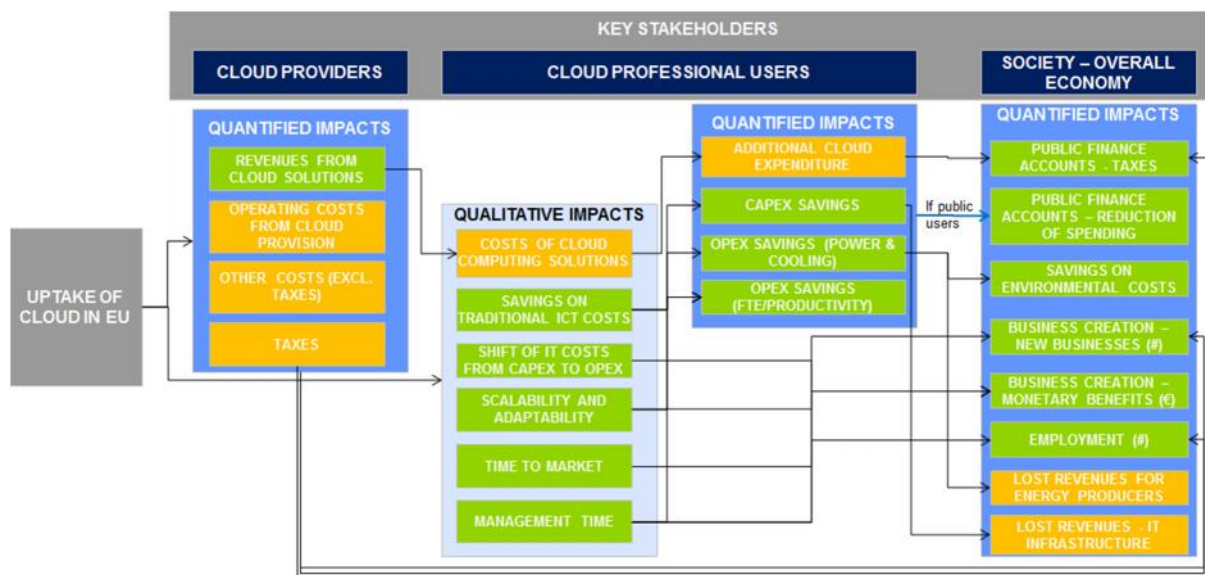 KEY STAKEHOLDERS
CLOUD PROVIDERS
CLOUD PROFESSIONAL USERS
SOCIETY – OVERALL
ECONOMY
UPTAKE OF
CLOUD IN EU
QUANTIFIED IMPACTS
REVENUES FROM
CLOUD SOLUTIONS
OPERATING COSTS
FROM CLOUD
PROVISION
OTHER COSTS (EXCL.
TAXES)
TAXES
QUALITATIVE IMPACTS
COSTS OF CLOUD
COMPUTING SOLUTIONS
SAVINGS ON
TRADITIONAL ICT COSTS
SHIFT OF IT COSTS
FROM CAPEX TO OPEX
SCALABILITY AND
ADAPTABILITY
TIME TO MARKET
MANAGEMENT TIME
QUANTIFIED IMPACTS
ADDITIONAL CLOUD
EXPENDITURE
CAPEX SAVINGS
OPEX SAVINGS (POWER &
COOLING)
OPEX SAVINGS
(FTE/PRODUCTIVITY)
If public
users
QUANTIFIED IMPACTS
PUBLIC FINANCE
ACCOUNTS - TAXES
PUBLIC FINANCE
ACCOUNTS – REDUCTION
OF SPENDING
SAVINGS ON
ENVIRONMENTAL COSTS
BUSINESS CREATION –
NEW BUSINESSES (#)
BUSINESS CREATION –
MONETARY BENEFITS (€)
EMPLOYMENT (#)
LOST REVENUES FOR
ENERGY PRODUCERS
LOST REVENUES - IT
INFRASTRUCTURE